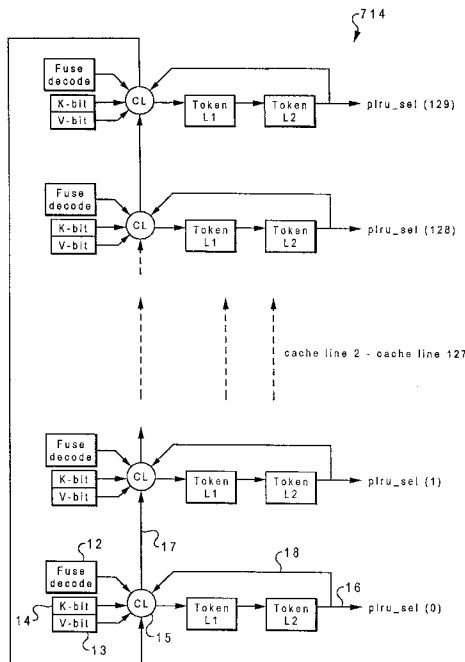 714
Fuse
decode
K-bit
V-bit
CL
Token
L1
Token
L2
plru_sel (129)
Fuse
decode
K-bit
V-bit
CL
Token
L1
Token
L2
plru_sel (128)
cache line 2 - cache line 127
Fuse
decode
K-bit
V-bit
CL
Token
L1
Token
L2
plru_sel (1)
12
17
18
Fuse
decode
14
K-bit
V-bit
13
CL
15
Token
L1
Token
L2
16
plru_sel (0)